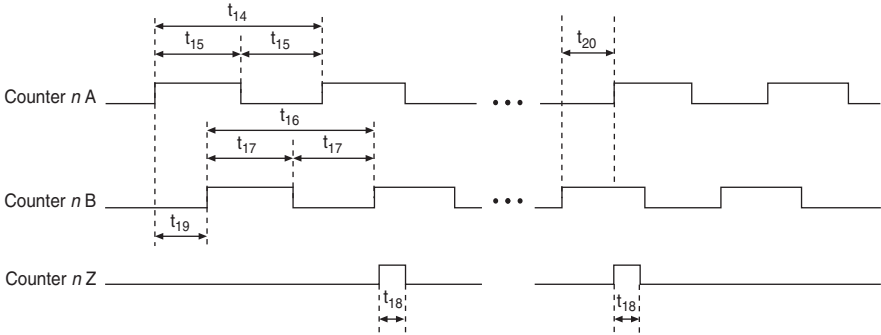 t14
t15 t15 t20
Counter n A
t16
t17 t17
Counter n B
t19
Counter n Z
t18 t18